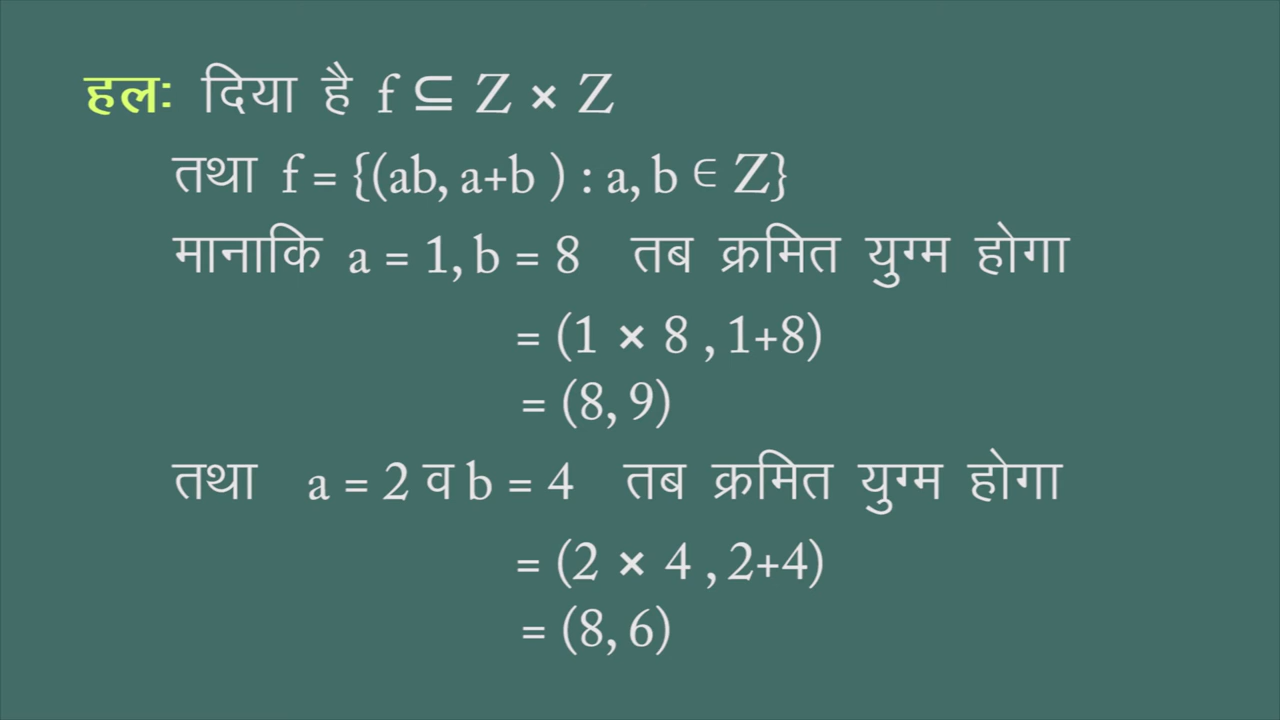 हल: दिया है f ⊆ Z × Z
तथा f = {(ab, a+b ) : a, b ∈ Z}
मानाकि a = 1, b = 8 तब क्रमित युग्म होगा
= (1 × 8 , 1+8)
= (8, 9)
तथा a = 2 व b = 4 तब क्रमित युग्म होगा
= (2 × 4 , 2+4)
= (8, 6)